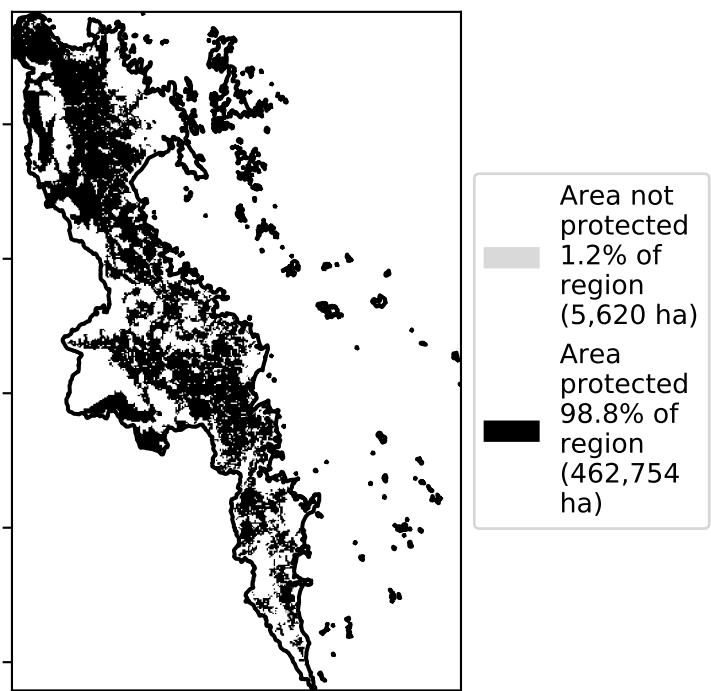 Area not
protected
1.2% of
region
(5,620 ha)
Area
protected
98.8% of
region
(462,754
ha)